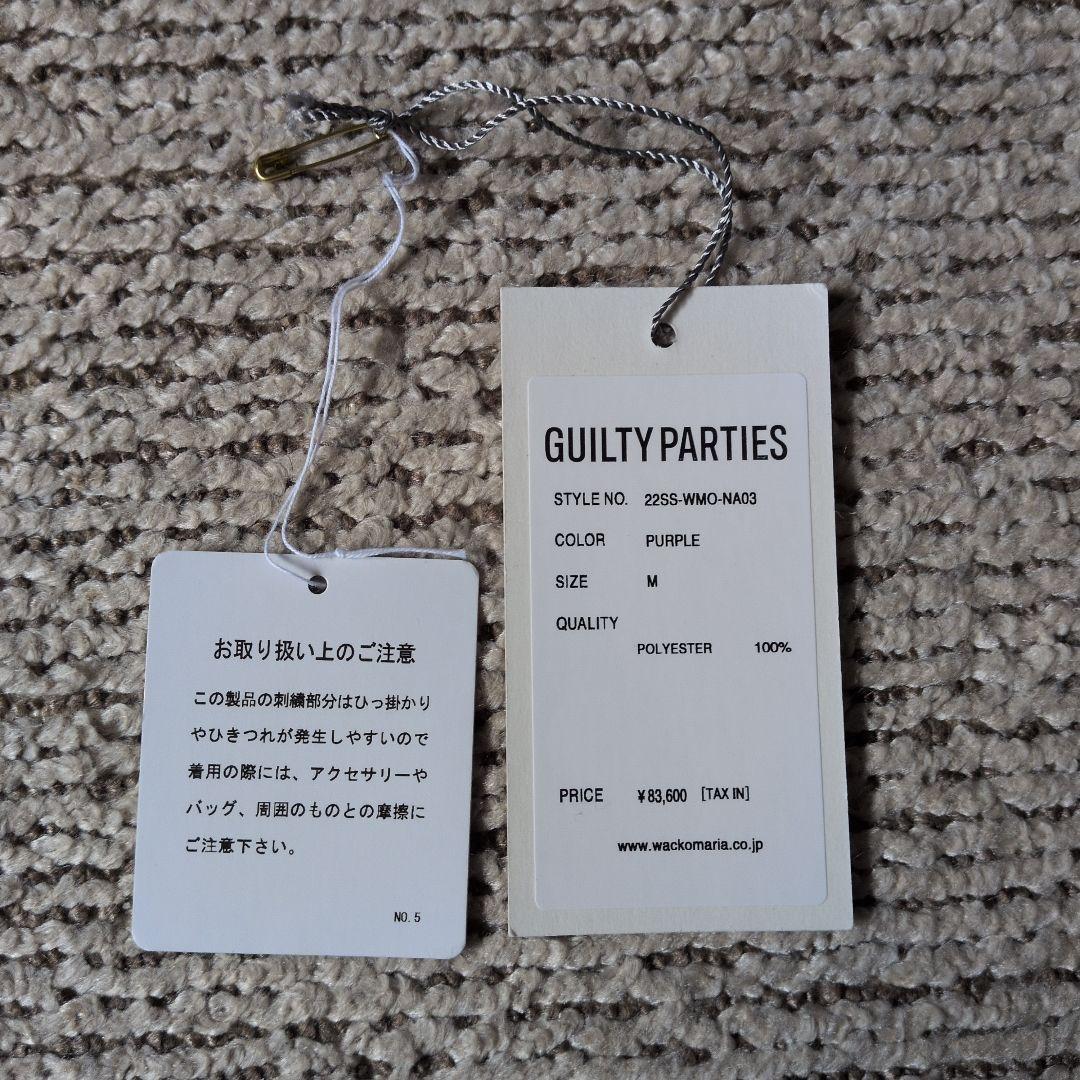 お取り扱い上のご注意
この製品の刺繍部分はひっ掛かり
やひきつれが発生しやすいので
着用の際には、アクセサリーや
バッグ、周囲のものとの摩擦に
ご注意下さい。
NO.5
GUILTY PARTIES
STYLE NO. 22SS-WMO-NA03
COLOR PURPLE
SIZE M
QUALITY
POLYESTER 100%
PRICE ¥83,600 [TAX IN]
www.wackomaria.co.jp